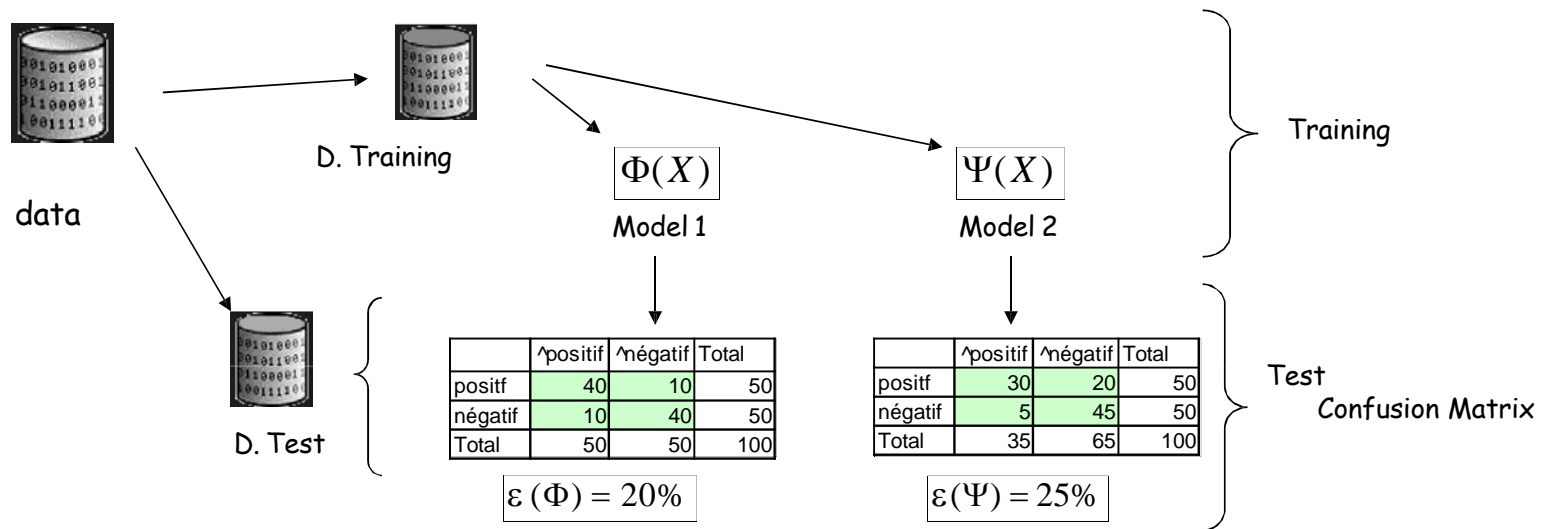 data
D. Training
Φ(X)
Model 1
Ψ(X)
Model 2
Training
D. Test
^positif ^négatif Total
positf 40 10 50
négatif 10 40 50
Total 50 50 100
ε (Φ) = 20%
^positif ^négatif Total
positf 30 20 50
négatif 5 45 50
Total 35 65 100
ε(Ψ) = 25%
Test
Confusion Matrix